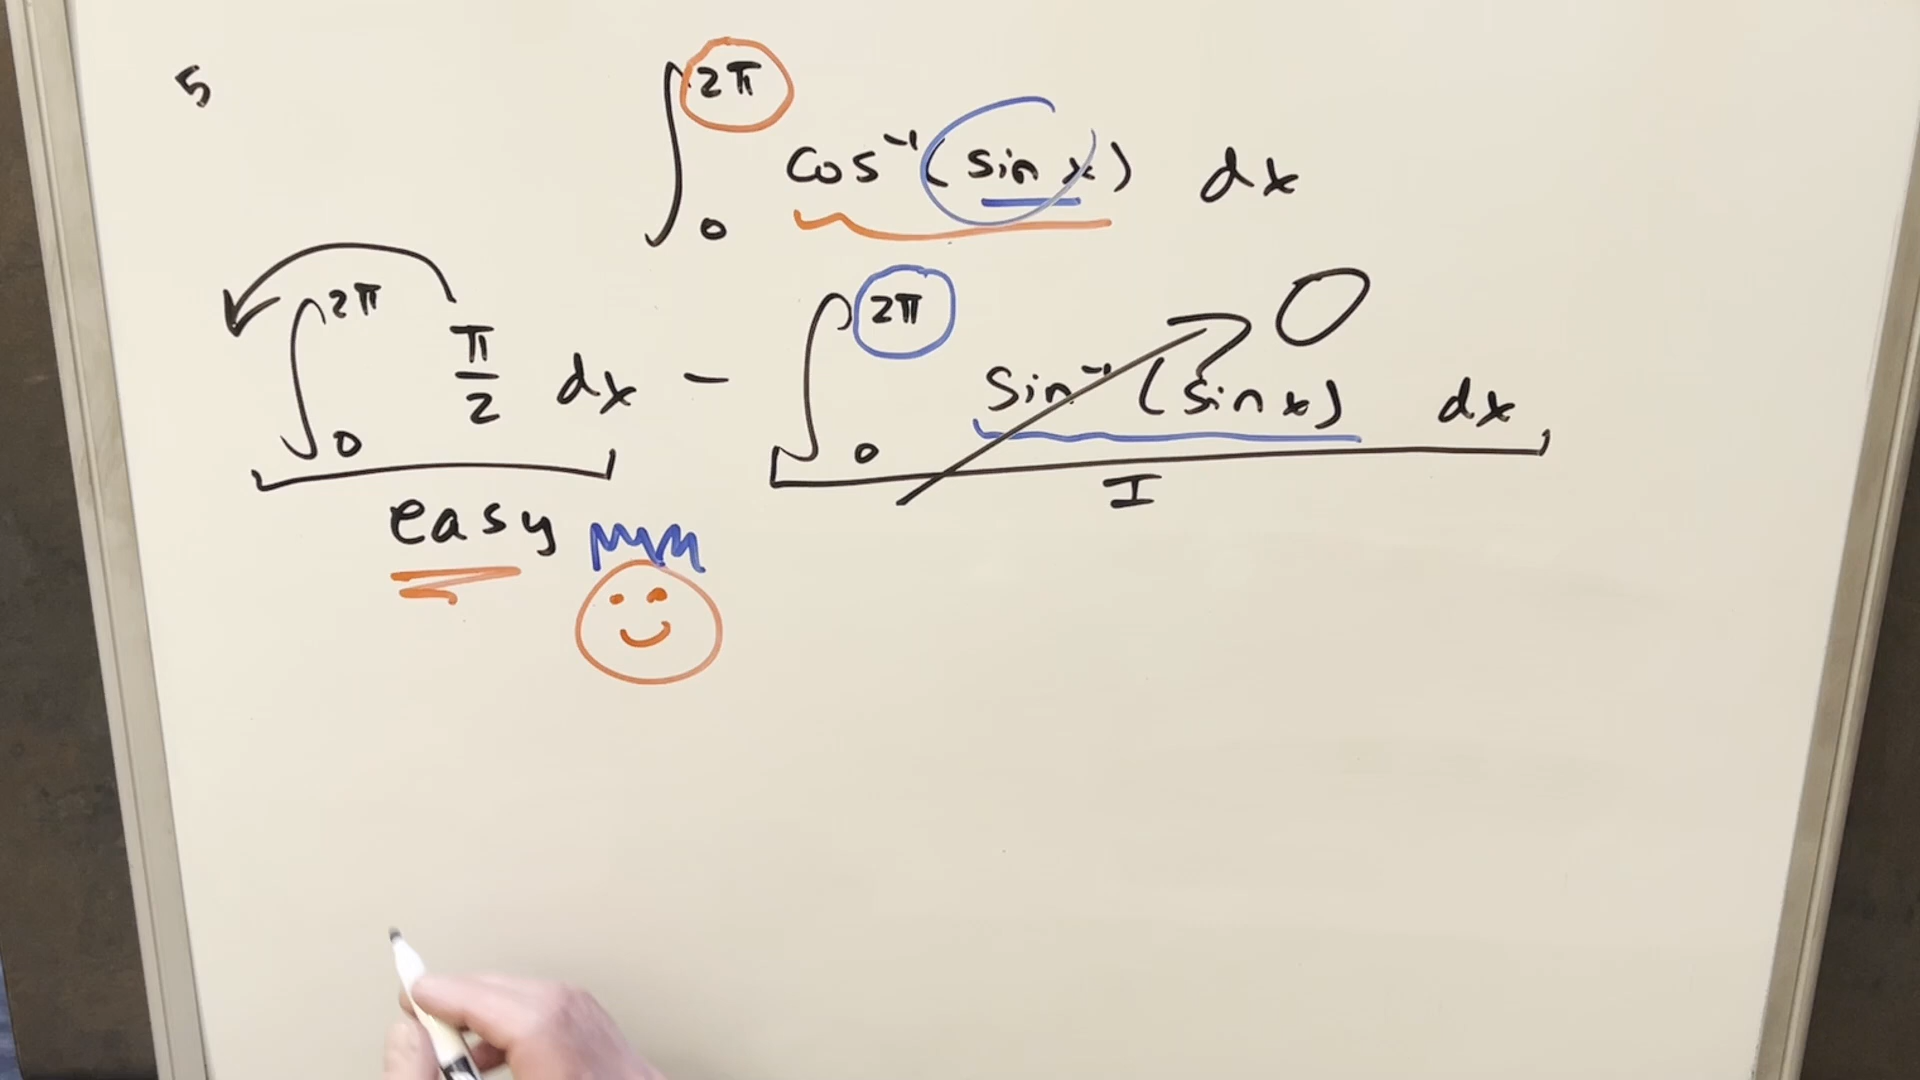 5
∫₀^2π cos⁻¹(sin x) dx
∫₀^2π π/2 dx − ∫₀^2π sin⁻¹(sin x) dx 0
easy I